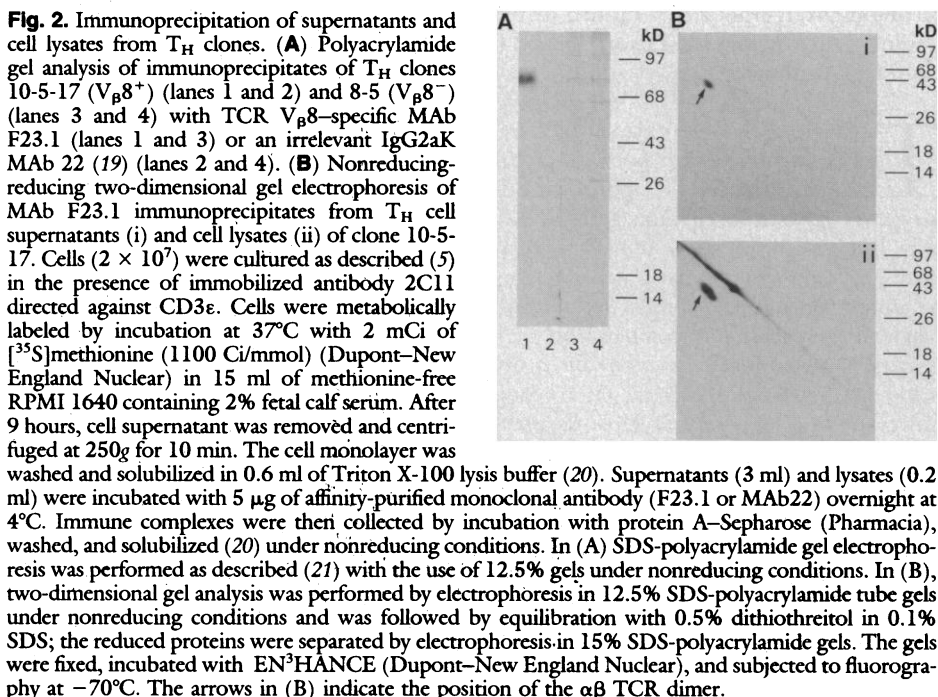 Fig. 2. Immunoprecipitation of supernatants and
cell lysates from TH clones. (A) Polyacrylamide
gel analysis of immunoprecipitates of TH clones
10-5-17 (Vβ8+) (lanes 1 and 2) and 8-5 (Vβ8−)
(lanes 3 and 4) with TCR Vβ8–specific MAb
F23.1 (lanes 1 and 3) or an irrelevant IgG2aK
MAb 22 (19) (lanes 2 and 4). (B) Nonreducing-
reducing two-dimensional gel electrophoresis of
MAb F23.1 immunoprecipitates from TH cell
supernatants (i) and cell lysates (ii) of clone 10-5-
17. Cells (2 × 10⁷) were cultured as described (5)
in the presence of immobilized antibody 2C11
directed against CD3ε. Cells were metabolically
labeled by incubation at 37°C with 2 mCi of
[³⁵S]methionine (1100 Ci/mmol) (Dupont–New
England Nuclear) in 15 ml of methionine-free
RPMI 1640 containing 2% fetal calf serum. After
9 hours, cell supernatant was removed and centri-
fuged at 250g for 10 min. The cell monolayer was
washed and solubilized in 0.6 ml of Triton X-100 lysis buffer (20). Supernatants (3 ml) and lysates (0.2
ml) were incubated with 5 μg of affinity-purified monoclonal antibody (F23.1 or MAb22) overnight at
4°C. Immune complexes were then collected by incubation with protein A–Sepharose (Pharmacia),
washed, and solubilized (20) under nonreducing conditions. In (A) SDS-polyacrylamide gel electropho-
resis was performed as described (21) with the use of 12.5% gels under nonreducing conditions. In (B),
two-dimensional gel analysis was performed by electrophoresis in 12.5% SDS-polyacrylamide tube gels
under nonreducing conditions and was followed by equilibration with 0.5% dithiothreitol in 0.1%
SDS; the reduced proteins were separated by electrophoresis in 15% SDS-polyacrylamide gels. The gels
were fixed, incubated with EN³HANCE (Dupont–New England Nuclear), and subjected to fluorogra-
phy at −70°C. The arrows in (B) indicate the position of the αβ TCR dimer.
A
kD
97
68
43
26
18
14
1 2 3 4
B
kD
i
97
68
43
26
18
14
ii
97
68
43
26
18
14